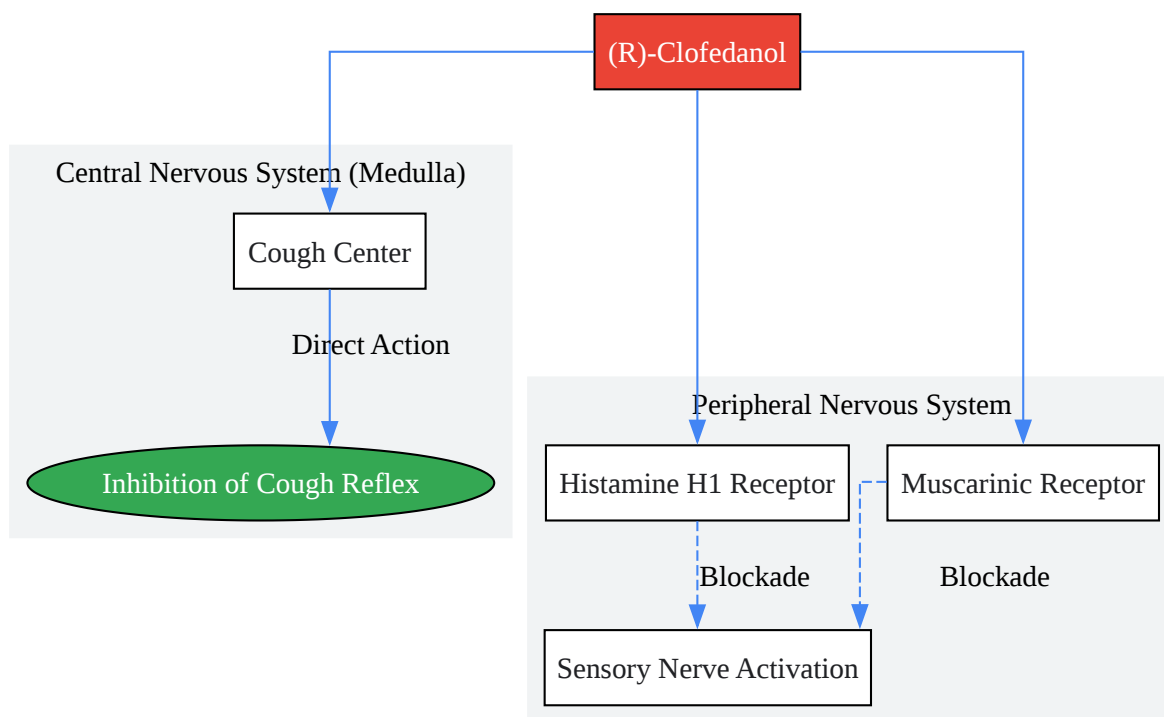 (R)-Clofedanol
Central Nervous System (Medulla)
Cough Center
Direct Action
Inhibition of Cough Reflex
Peripheral Nervous System
Histamine H1 Receptor
Muscarinic Receptor
Blockade
Blockade
Sensory Nerve Activation